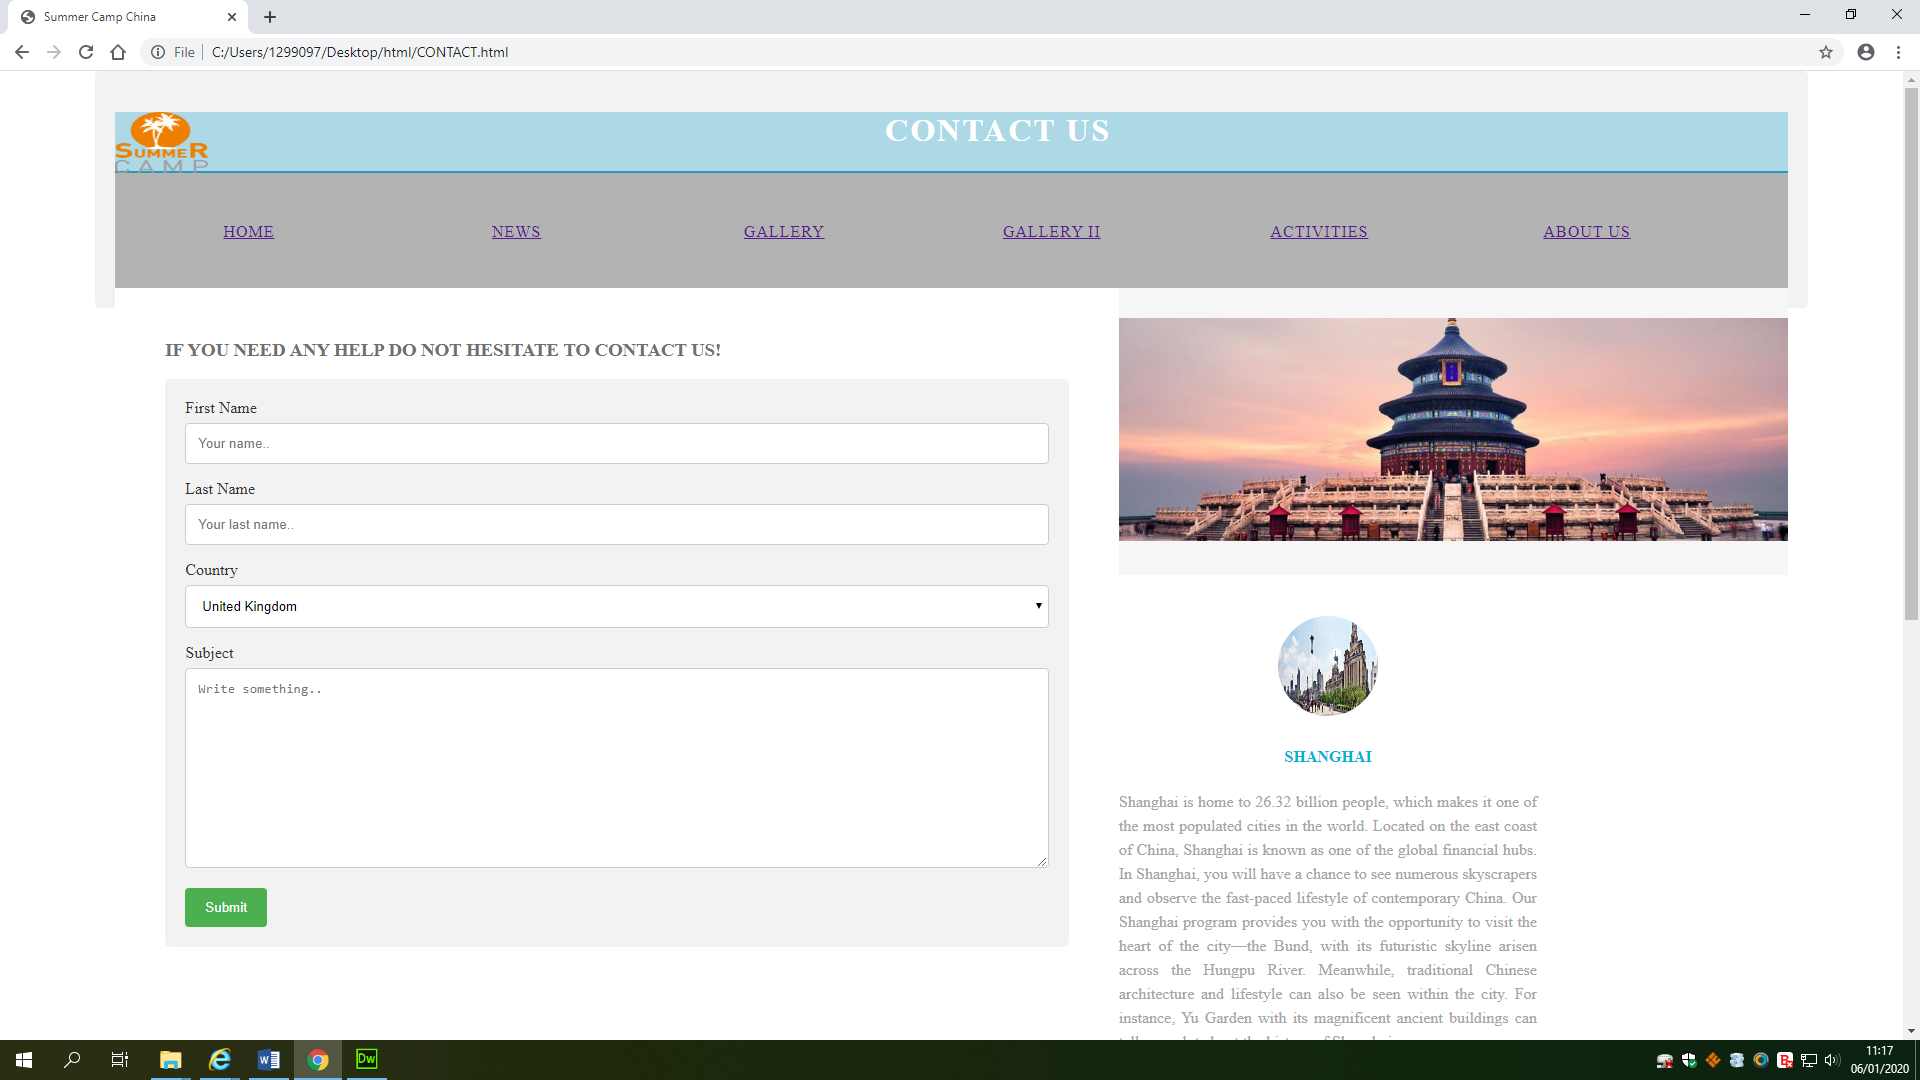 Summer Camp China
File
C:/Users/1299097/Desktop/html/CONTACT.html
SUMMER
CAMP
CONTACT US
HOME NEWS GALLERY GALLERY II ACTIVITIES ABOUT US
IF YOU NEED ANY HELP DO NOT HESITATE TO CONTACT US!
First Name
Your name..
Last Name
Your last name..
Country
United Kingdom
Subject
Write something..
Submit
SHANGHAI
Shanghai is home to 26.32 billion people, which makes it one of
the most populated cities in the world. Located on the east coast
of China, Shanghai is known as one of the global financial hubs.
In Shanghai, you will have a chance to see numerous skyscrapers
and observe the fast-paced lifestyle of contemporary China. Our
Shanghai program provides you with the opportunity to visit the
heart of the city—the Bund, with its futuristic skyline arisen
across the Hungpu River. Meanwhile, traditional Chinese
architecture and lifestyle can also be seen within the city. For
instance, Yu Garden with its magnificent ancient buildings can
Dw
11:17
06/01/2020